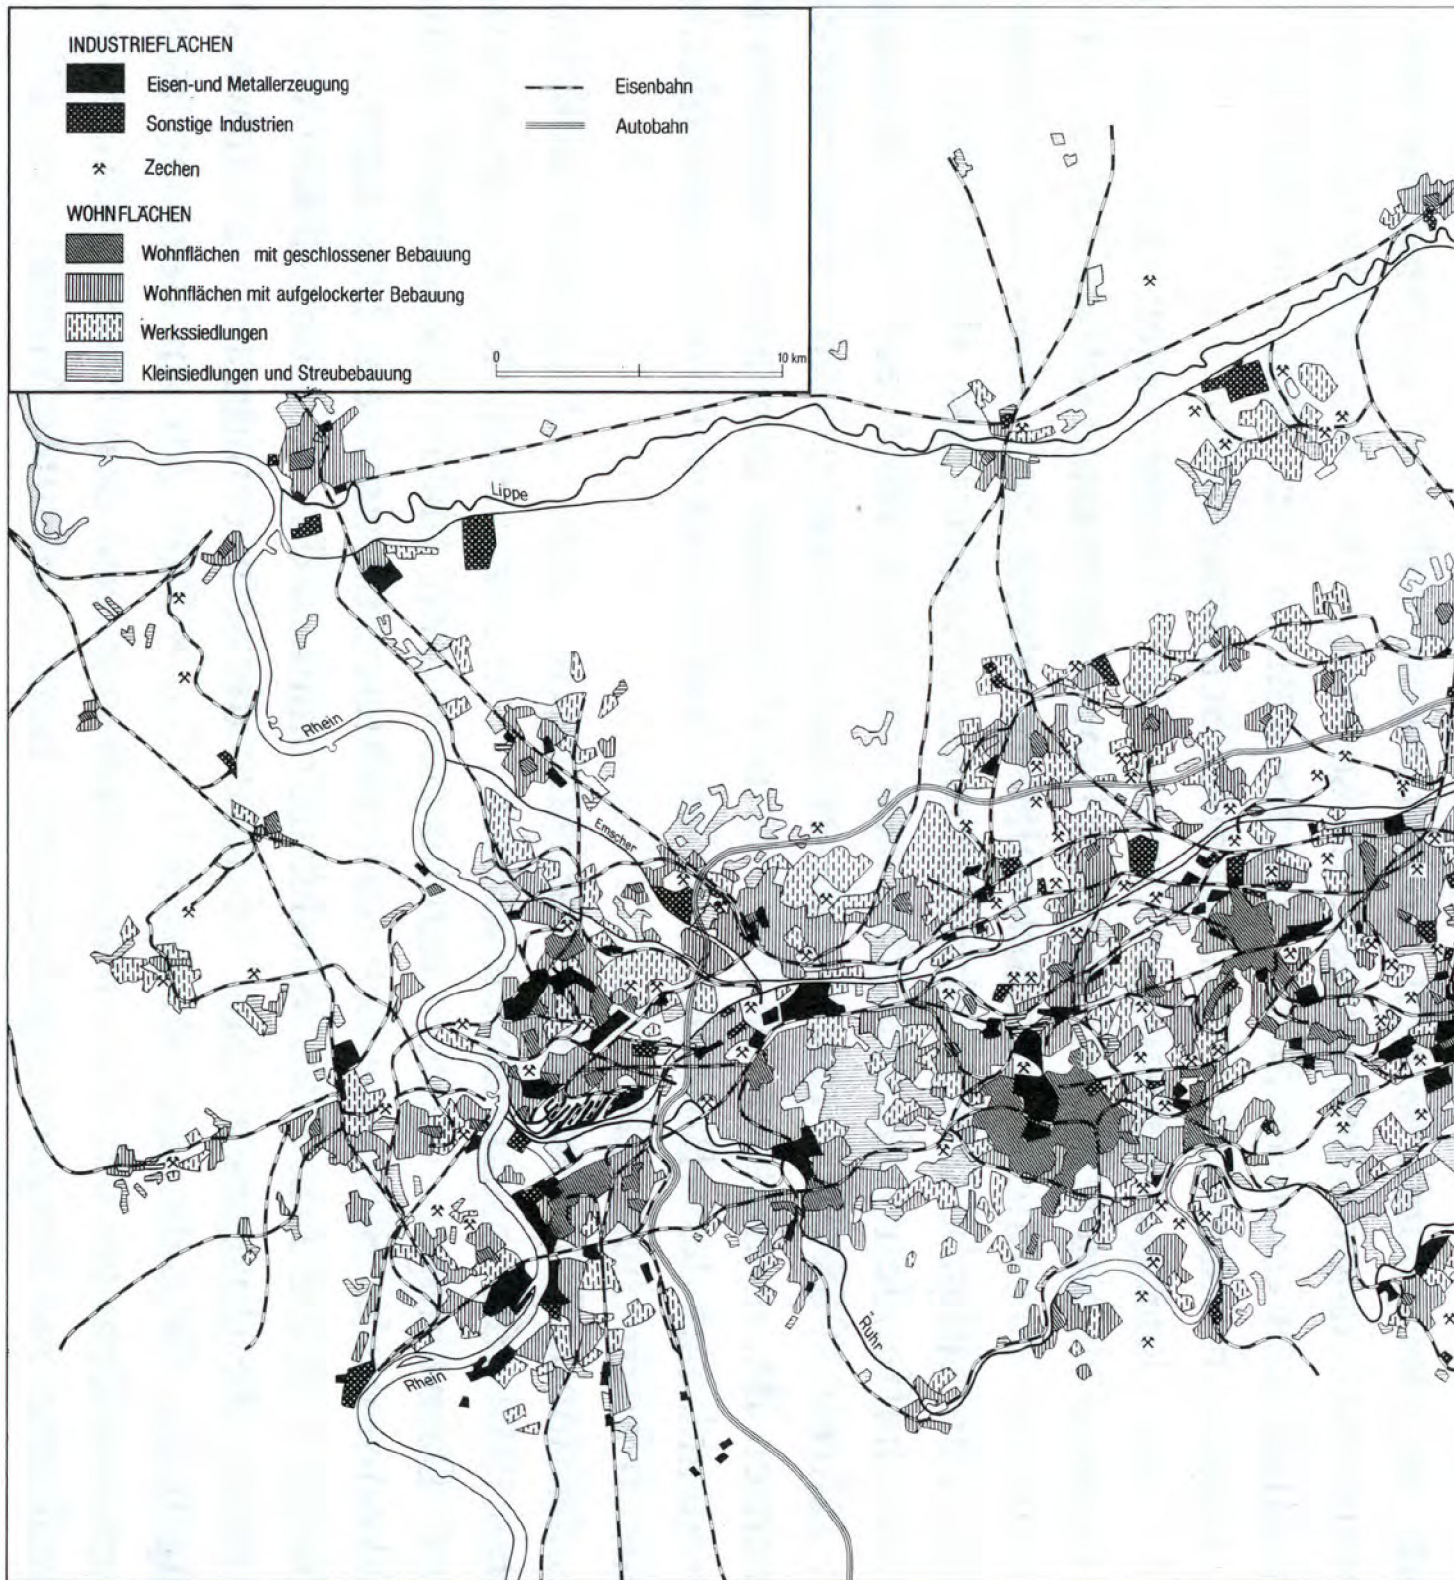 INDUSTRIEFLÄCHEN
Eisen-und Metallerzeugung
Sonstige Industrien
Zechen
Eisenbahn
Autobahn
WOHNFLÄCHEN
Wohnflächen mit geschlossener Bebauung
Wohnflächen mit aufgelockerter Bebauung
Werkssiedlungen
Kleinsiedlungen und Streubebauung
0 10 km
Lippe
Rhein
Emscher
Ruhr
Rhein